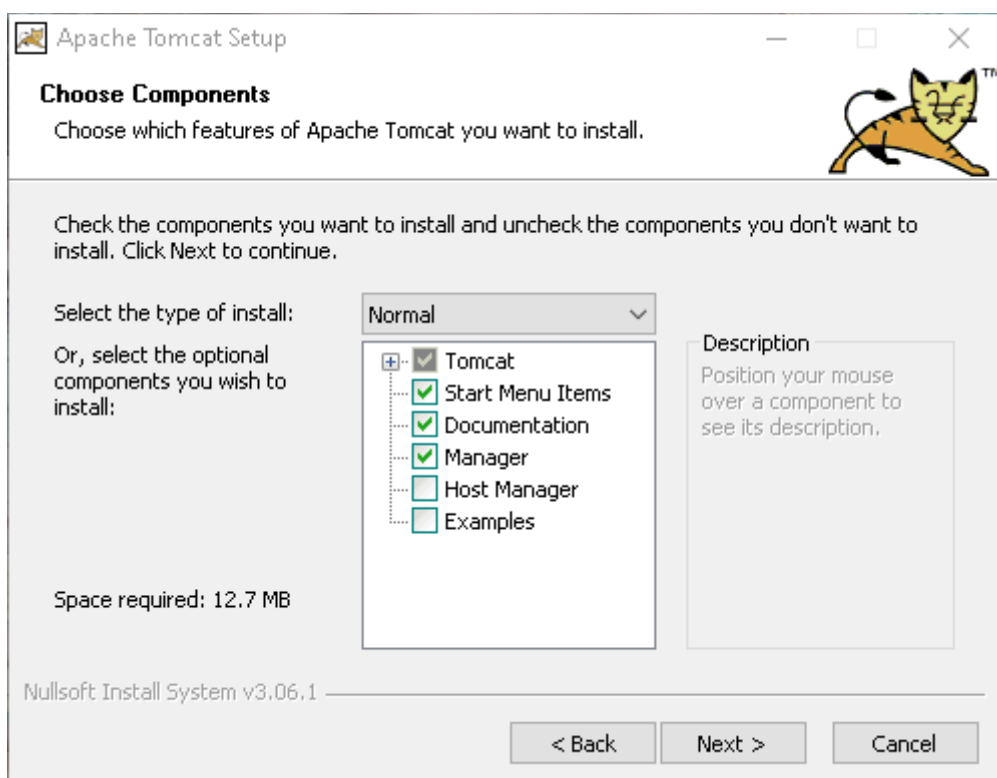 Apache Tomcat Setup
TM
Choose Components
Choose which features of Apache Tomcat you want to install.
Check the components you want to install and uncheck the components you don't want to
install. Click Next to continue.
Select the type of install:
Normal
Or, select the optional
components you wish to
install:
Tomcat
Start Menu Items
Documentation
Manager
Host Manager
Examples
Description
Position your mouse
over a component to
see its description.
Space required: 12.7 MB
Nullsoft Install System v3.06.1
< Back
Next >
Cancel